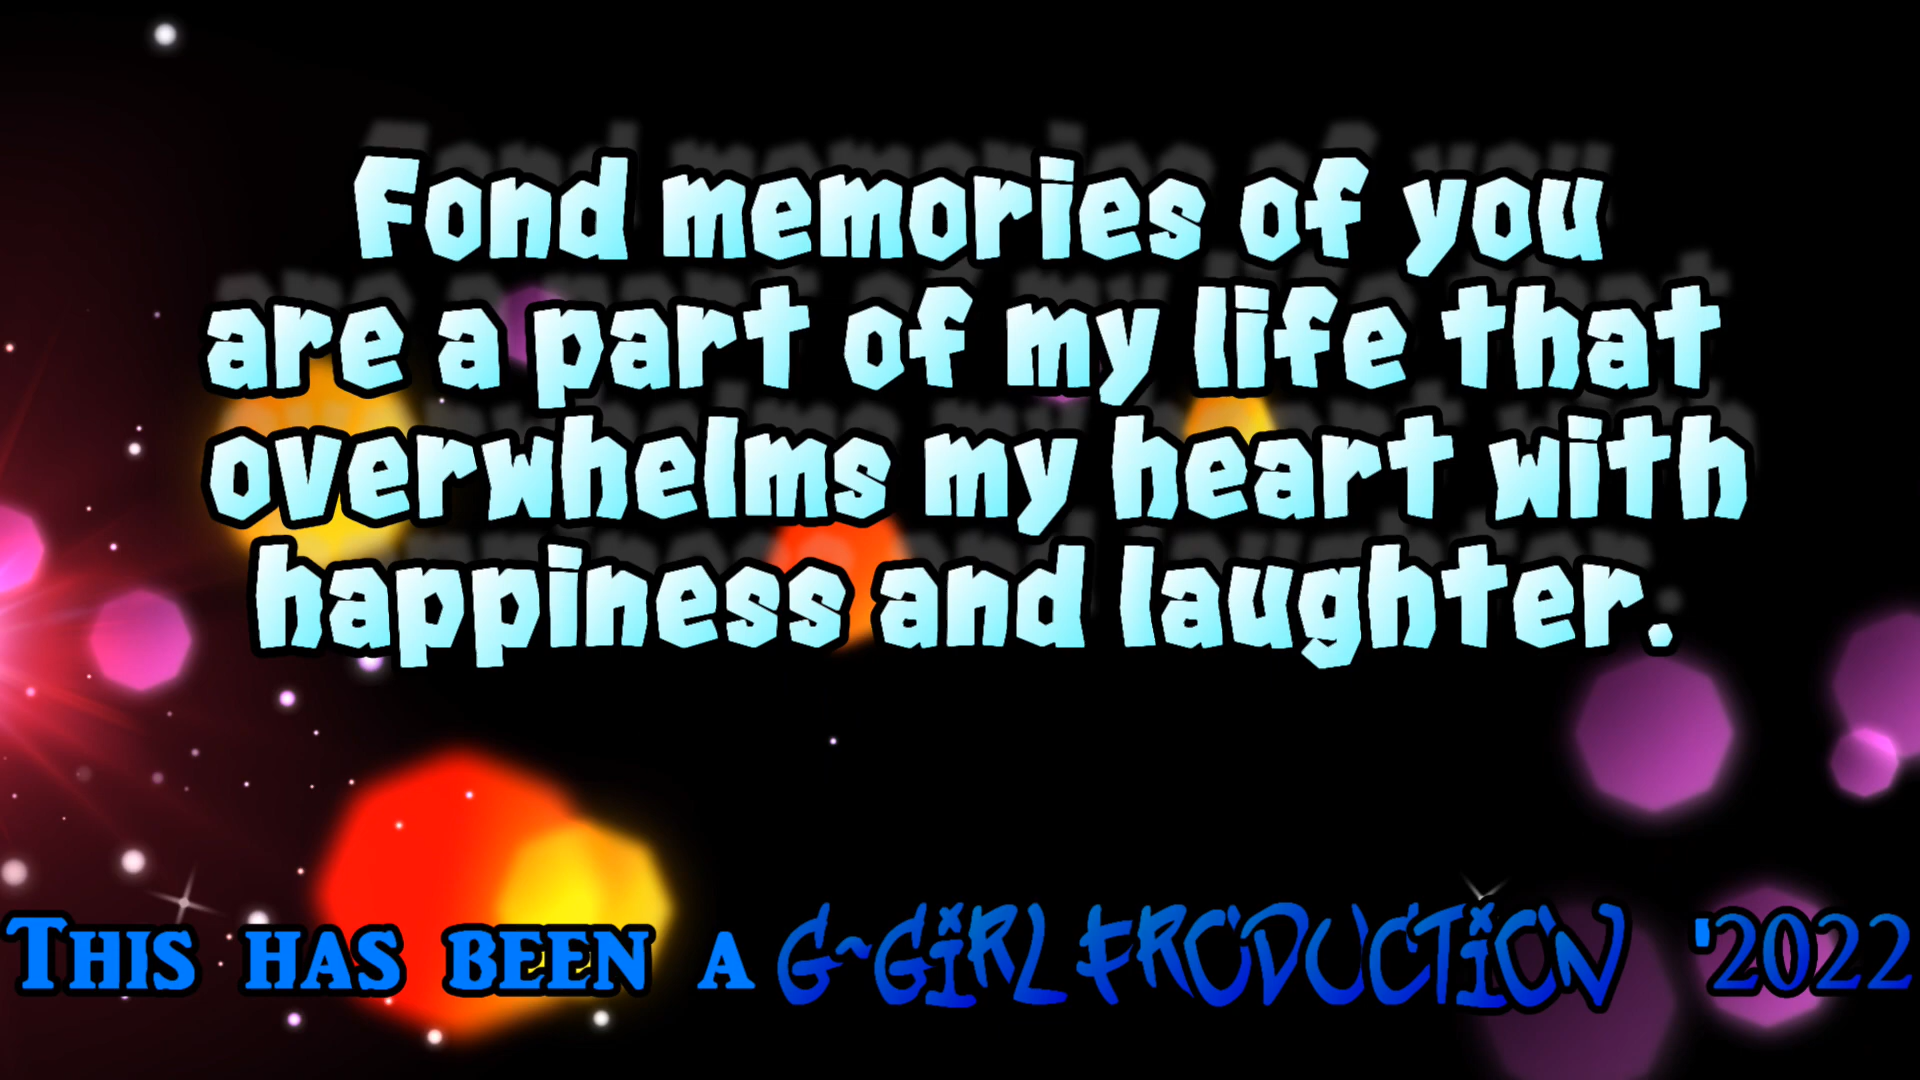 Fond memories of you
are a part of my life that
overwhelms my heart with
happiness and laughter.
THIS HAS BEEN A G~GiRL PRODUCTiON '2022